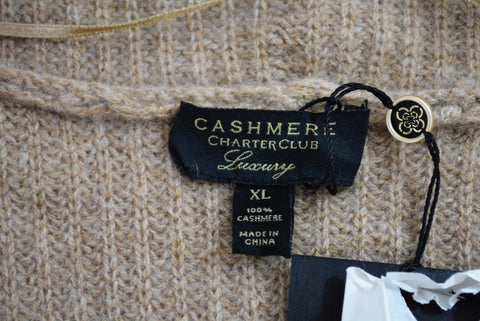 CASHMERE
CHARTER CLUB
Luxury
XL
100%
CASHMERE
MADE IN
CHINA